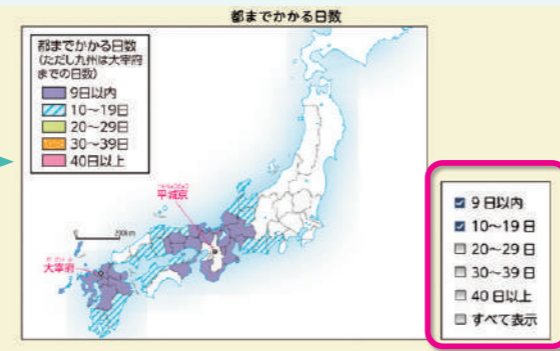 都までかかる日数
都までかかる日数
(ただし九州は大宰府
までの日数)
9日以内
10〜19日
20〜29日
30〜39日
40日以上
平城京
0 200km
大宰府
9日以内
10〜19日
20〜29日
30〜39日
40日以上
すべて表示